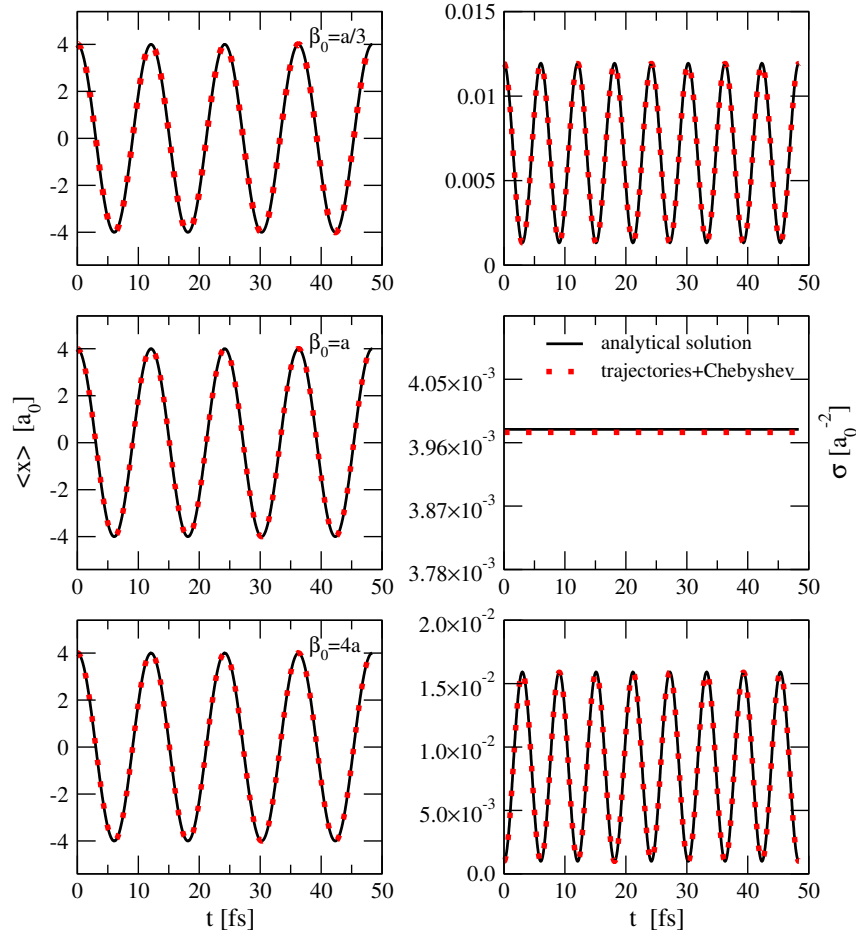 β₀=a/3
4
2
0
-2
-4
0 10 20 30 40 50
0.015
0.01
0.005
0
0 10 20 30 40 50
β₀=a
<x> [a₀]
4
2
0
-2
-4
0 10 20 30 40 50
analytical solution
trajectories+Chebyshev
4.05×10⁻³
3.96×10⁻³
3.87×10⁻³
3.78×10⁻³
σ [a₀⁻²]
0 10 20 30 40 50
β₀=4a
4
2
0
-2
-4
0 10 20 30 40 50
t [fs]
2.0×10⁻²
1.5×10⁻²
1.0×10⁻²
5.0×10⁻³
0.0
0 10 20 30 40 50
t [fs]